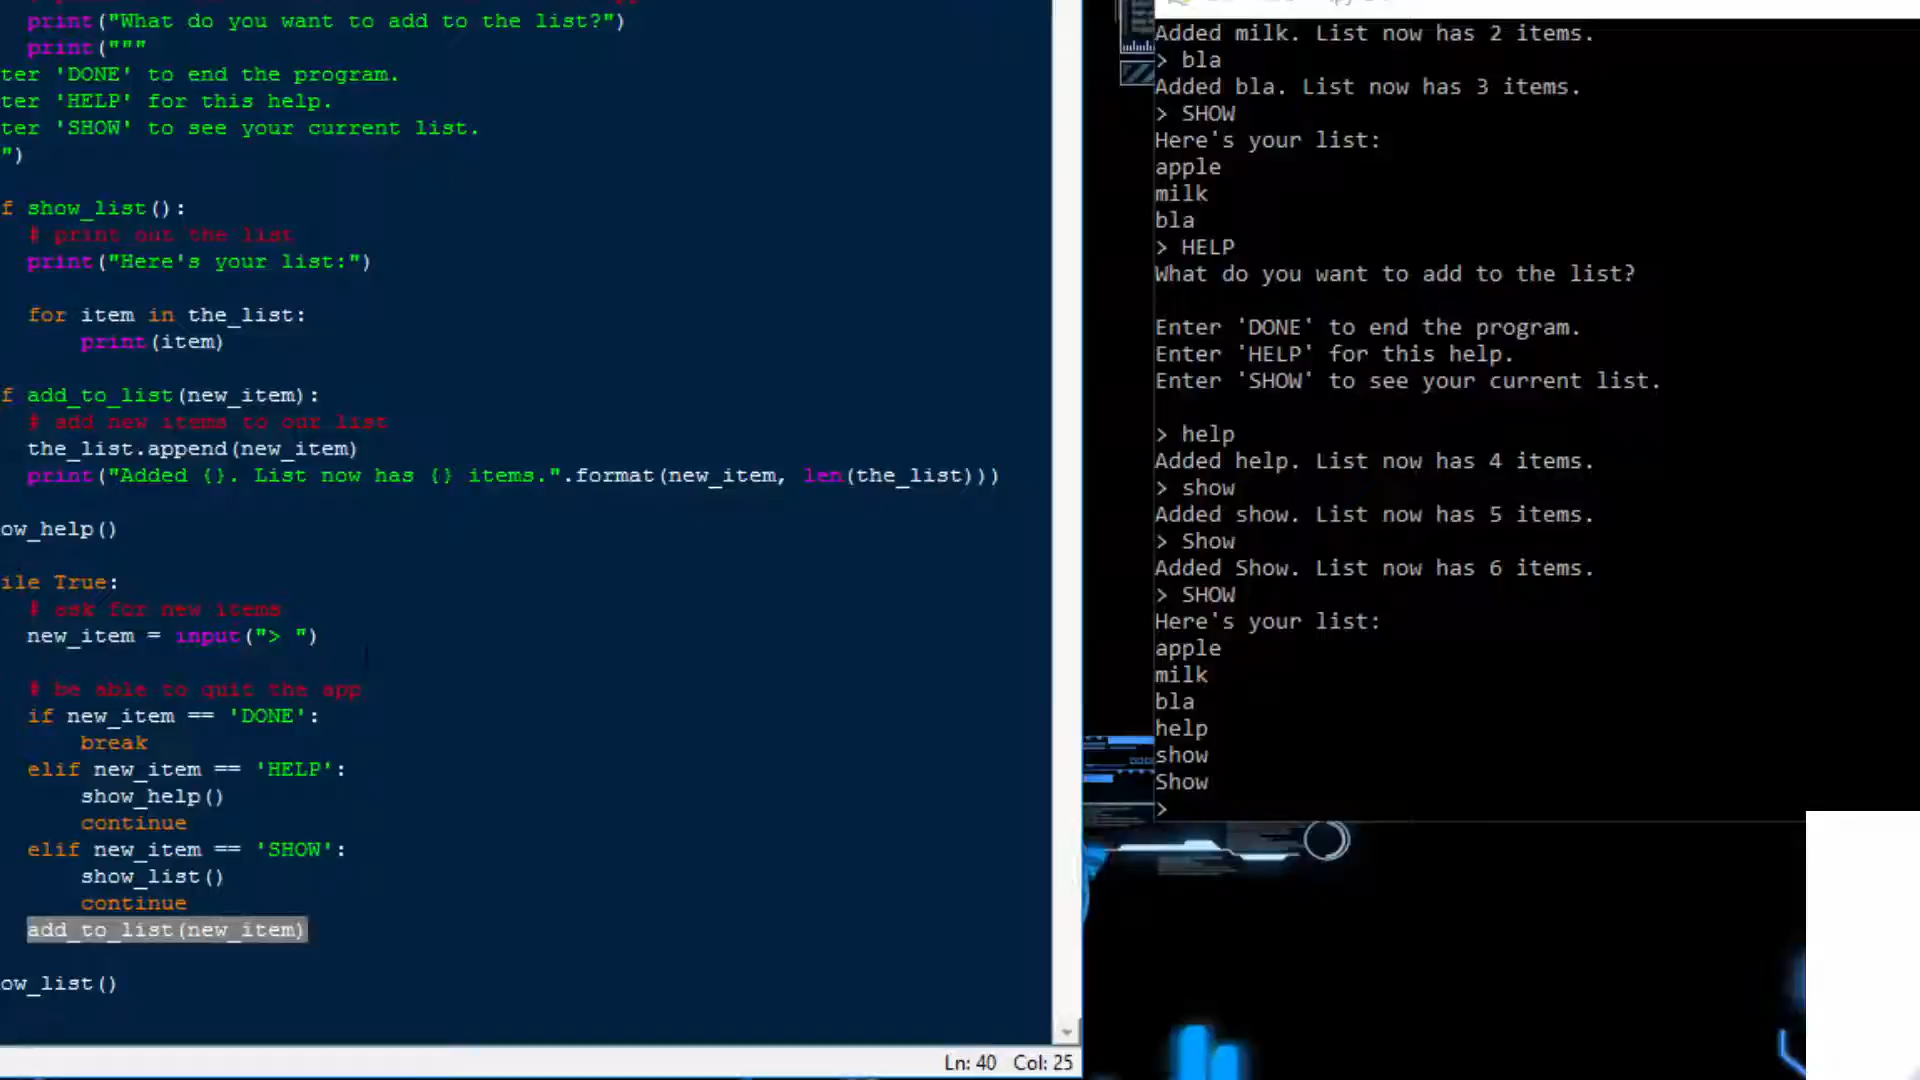 print("What do you want to add to the list?")
print("""
ter 'DONE' to end the program.
ter 'HELP' for this help.
ter 'SHOW' to see your current list.
")
f show_list():
# print out the list
print("Here's your list:")
for item in the_list:
print(item)
f add_to_list(new_item):
# add new items to our list
the_list.append(new_item)
print("Added {}. List now has {} items.".format(new_item, len(the_list)))
ow_help()
ile True:
# ask for new items
new_item = input("> ")
# be able to quit the app
if new_item == 'DONE':
break
elif new_item == 'HELP':
show_help()
continue
elif new_item == 'SHOW':
show_list()
continue
add_to_list(new_item)
ow_list()
Ln: 40 Col: 25
Added milk. List now has 2 items.
> bla
Added bla. List now has 3 items.
> SHOW
Here's your list:
apple
milk
bla
> HELP
What do you want to add to the list?
Enter 'DONE' to end the program.
Enter 'HELP' for this help.
Enter 'SHOW' to see your current list.
> help
Added help. List now has 4 items.
> show
Added show. List now has 5 items.
> Show
Added Show. List now has 6 items.
> SHOW
Here's your list:
apple
milk
bla
help
show
Show
>